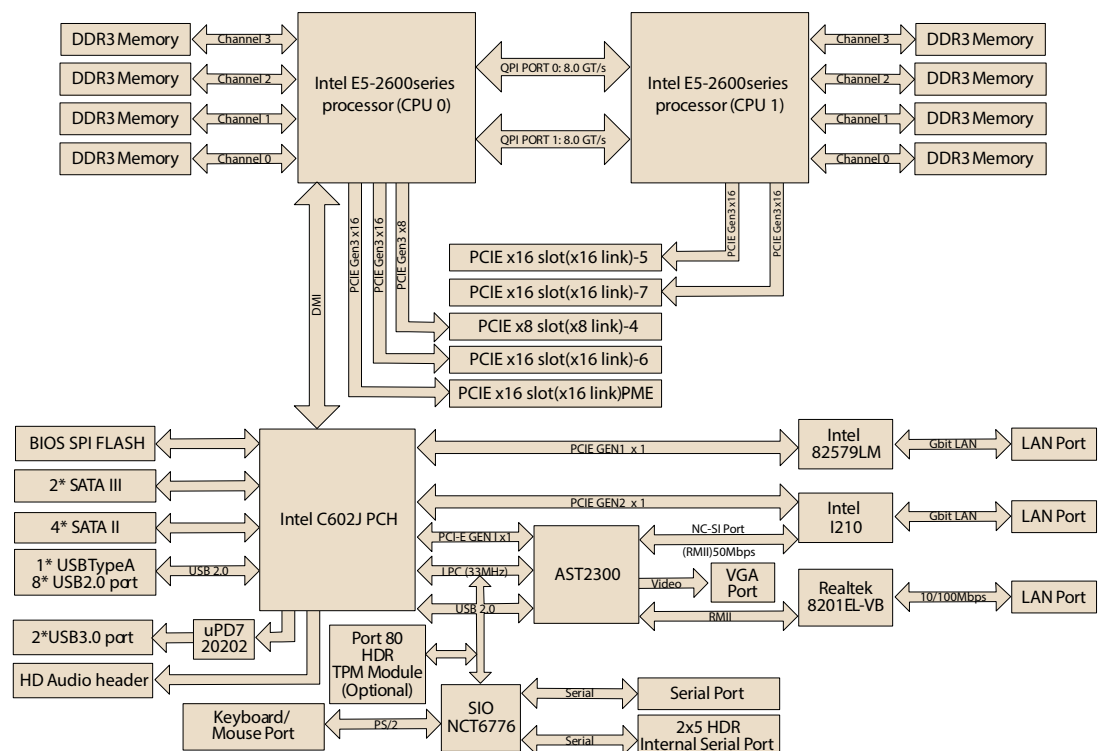 DDR3 Memory
Channel 3
DDR3 Memory
Channel 2
DDR3 Memory
Channel 1
DDR3 Memory
Channel 0
Intel E5-2600series
processor (CPU 0)
QPI PORT 0: 8.0 GT/s
QPI PORT 1: 8.0 GT/s
Intel E5-2600series
processor (CPU 1)
Channel 3
DDR3 Memory
Channel 2
DDR3 Memory
Channel 1
DDR3 Memory
Channel 0
DDR3 Memory
DMI
PCIE Gen3 x16
PCIE Gen3 x16
PCIE Gen3 x8
PCIE Gen3 x16
PCIE Gen3 x16
PCIE x16 slot(x16 link)-5
PCIE x16 slot(x16 link)-7
PCIE x8 slot(x8 link)-4
PCIE x16 slot(x16 link)-6
PCIE x16 slot(x16 link)PME
BIOS SPI FLASH
2* SATA III
4* SATA II
1* USBTypeA
8* USB2.0 port
USB 2.0
Intel C602J PCH
PCIE GEN1 x 1
Intel
82579LM
Gbit LAN
LAN Port
PCIE GEN2 x 1
Intel
I210
Gbit LAN
LAN Port
PCI-E GEN I x1
LPC (33MHz)
USB 2.0
AST2300
NC-SI Port
(RMII)50Mbps
Video
VGA
Port
RMII
Realtek
8201EL-VB
10/100Mbps
LAN Port
2*USB3.0 port
uPD7
20202
HD Audio header
Port 80
HDR
TPM Module
(Optional)
Keyboard/
Mouse Port
PS/2
SIO
NCT6776
Serial
Serial Port
Serial
2x5 HDR
Internal Serial Port